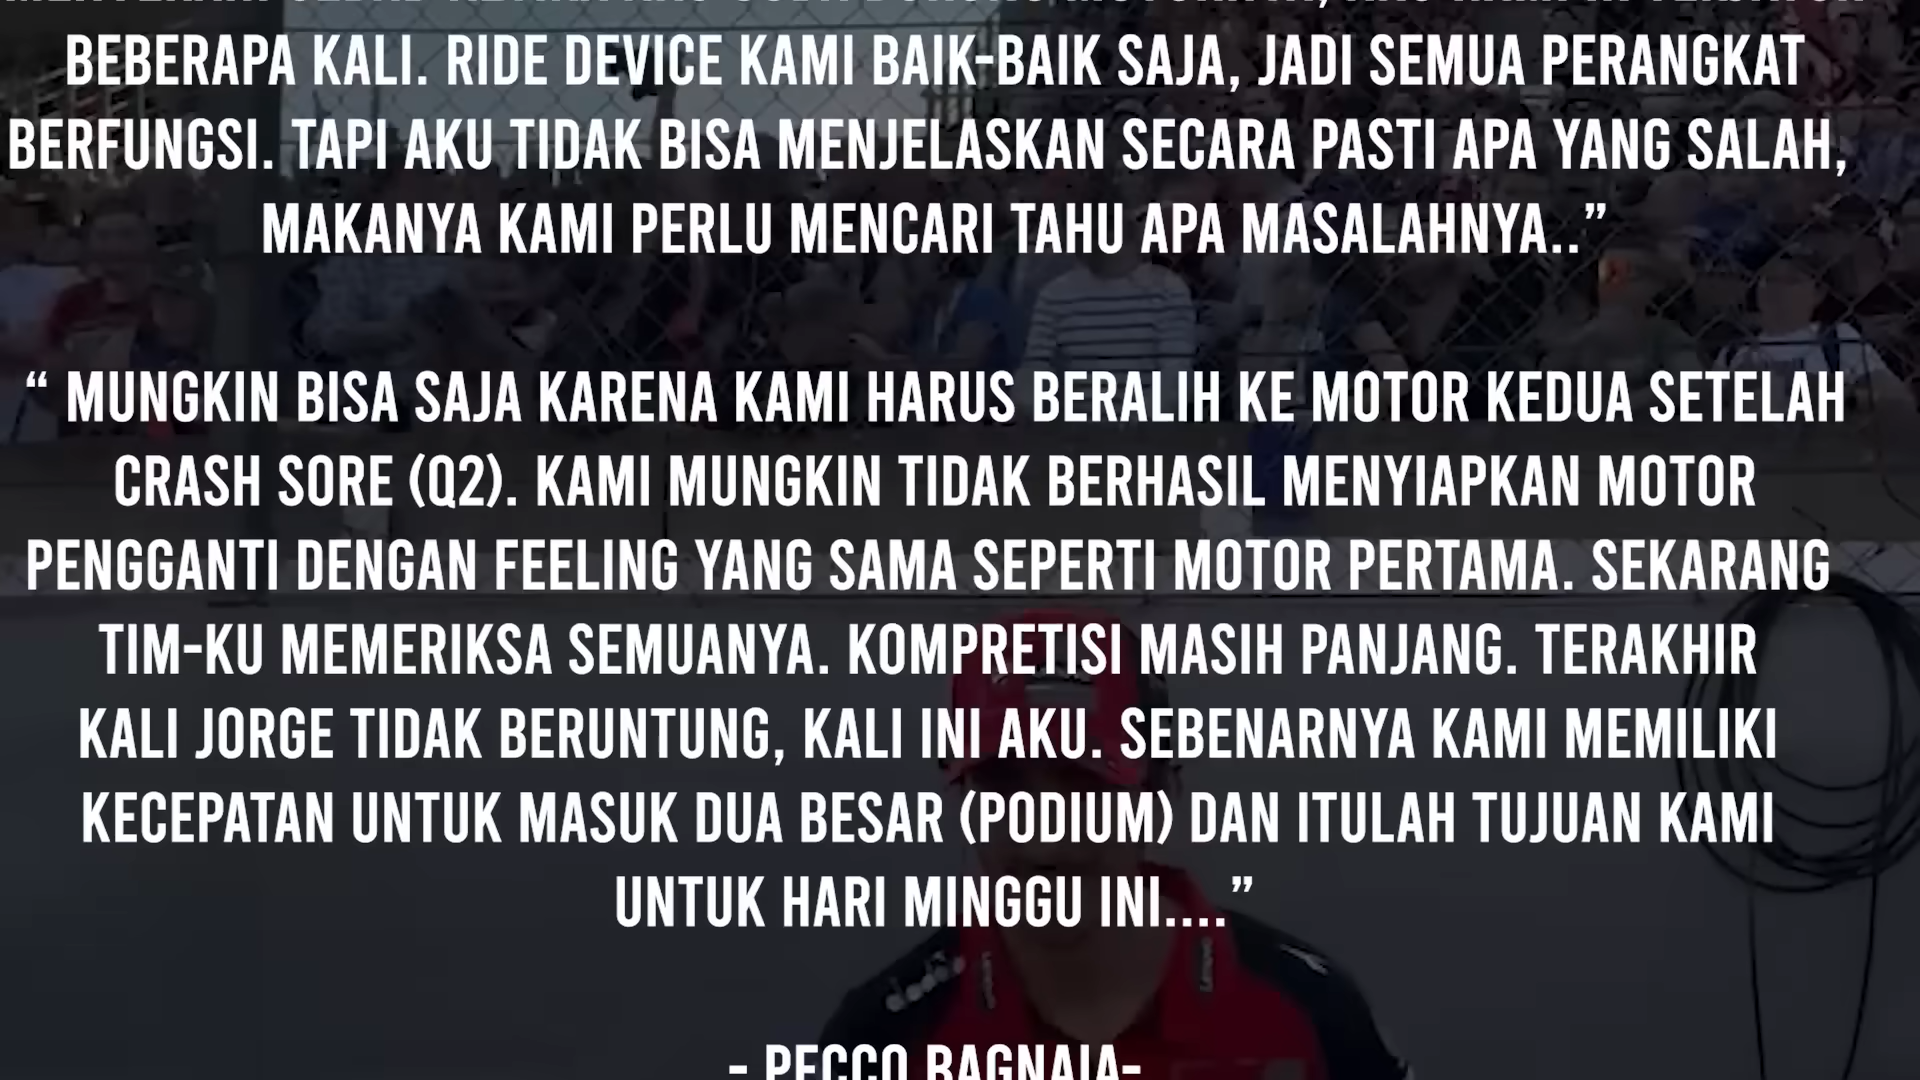 BEBERAPA KALI. RIDE DEVICE KAMI BAIK-BAIK SAJA, JADI SEMUA PERANGKAT
BERFUNGSI. TAPI AKU TIDAK BISA MENJELASKAN SECARA PASTI APA YANG SALAH,
MAKANYA KAMI PERLU MENCARI TAHU APA MASALAHNYA..”
“ MUNGKIN BISA SAJA KARENA KAMI HARUS BERALIH KE MOTOR KEDUA SETELAH
CRASH SORE (Q2). KAMI MUNGKIN TIDAK BERHASIL MENYIAPKAN MOTOR
PENGGANTI DENGAN FEELING YANG SAMA SEPERTI MOTOR PERTAMA. SEKARANG
TIM-KU MEMERIKSA SEMUANYA. KOMPRETISI MASIH PANJANG. TERAKHIR
KALI JORGE TIDAK BERUNTUNG, KALI INI AKU. SEBENARNYA KAMI MEMILIKI
KECEPATAN UNTUK MASUK DUA BESAR (PODIUM) DAN ITULAH TUJUAN KAMI
UNTUK HARI MINGGU INI....”
- PECCO BAGNAIA-